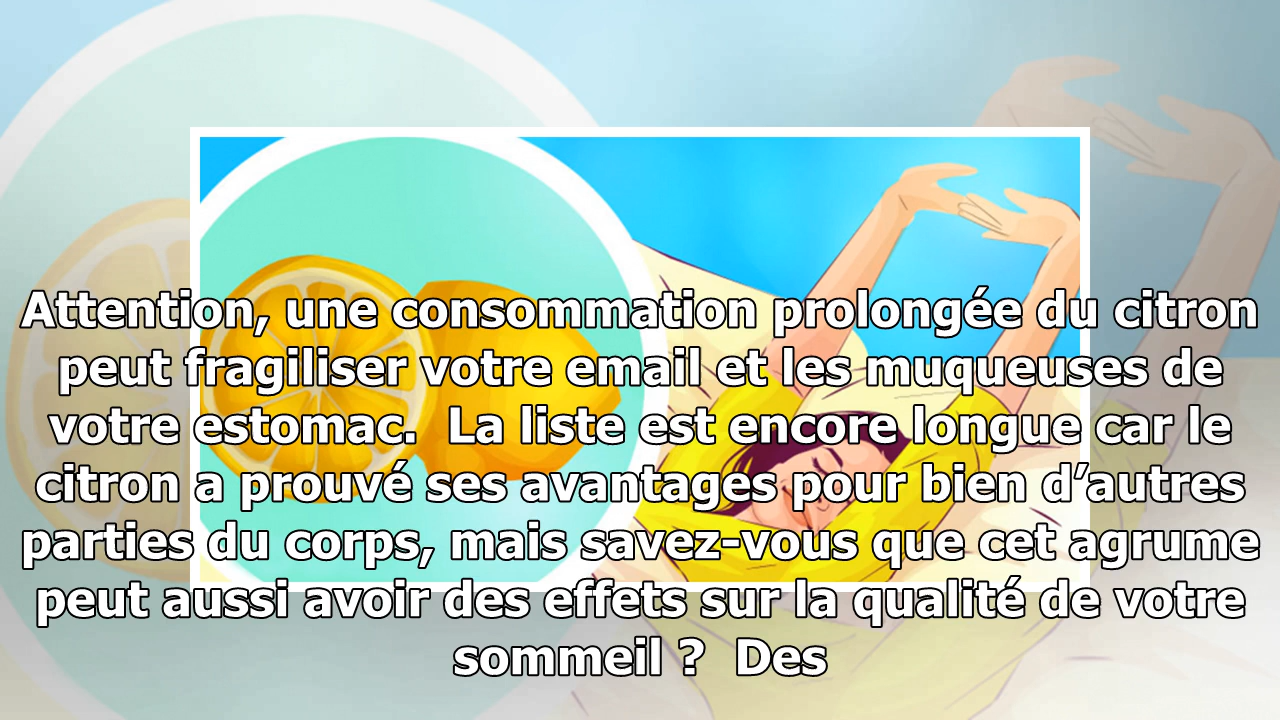 Attention, une consommation prolongée du citron
peut fragiliser votre email et les muqueuses de
votre estomac.  La liste est encore longue car le
citron a prouvé ses avantages pour bien d’autres
parties du corps, mais savez-vous que cet agrume
peut aussi avoir des effets sur la qualité de votre
sommeil ?  Des